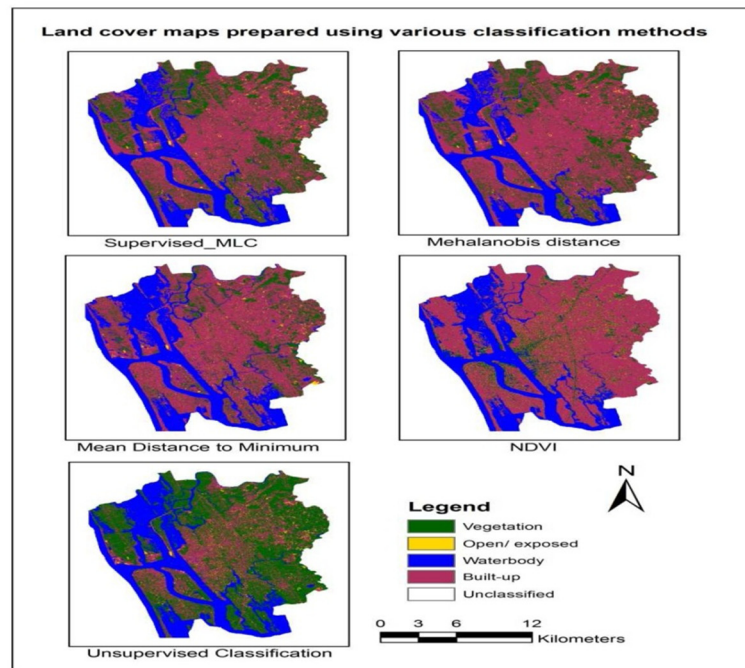 Land cover maps prepared using various classification methods
Supervised_MLC
Mehalanobis distance
Mean Distance to Minimum
NDVI
Unsupervised Classification
N
Legend
Vegetation
Open/ exposed
Waterbody
Built-up
Unclassified
0 3 6 12
Kilometers